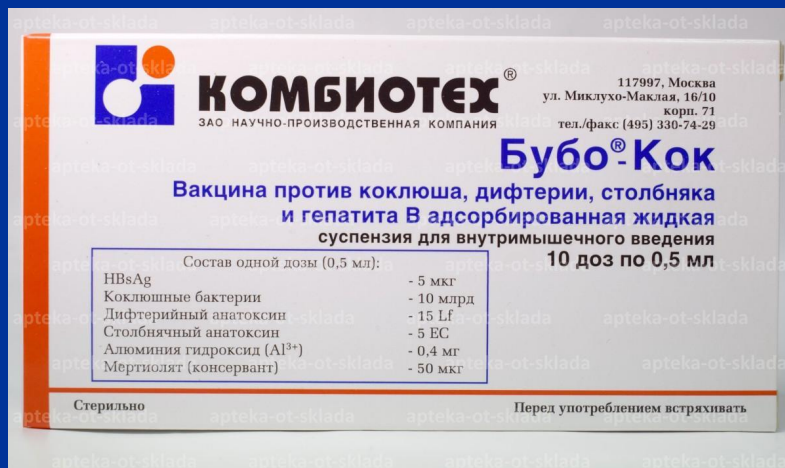 КОМБИОТЕХ®
ЗАО НАУЧНО-ПРОИЗВОДСТВЕННАЯ КОМПАНИЯ
117997, Москва
ул. Миклухо-Маклая, 16/10
корп. 71
тел./факс (495) 330-74-29
Бубо®-Кок
Вакцина против коклюша, дифтерии, столбняка
и гепатита В адсорбированная жидкая
суспензия для внутримышечного введения
10 доз по 0,5 мл
Состав одной дозы (0,5 мл):
HBsAg - 5 мкг
Коклюшные бактерии - 10 млрд
Дифтерийный анатоксин - 15 Lf
Столбнячный анатоксин - 5 ЕС
Алюминия гидроксид (Al³⁺) - 0,4 мг
Мертиолят (консервант) - 50 мкг
Стерильно
Перед употреблением встряхивать
apteka-ot-sklada